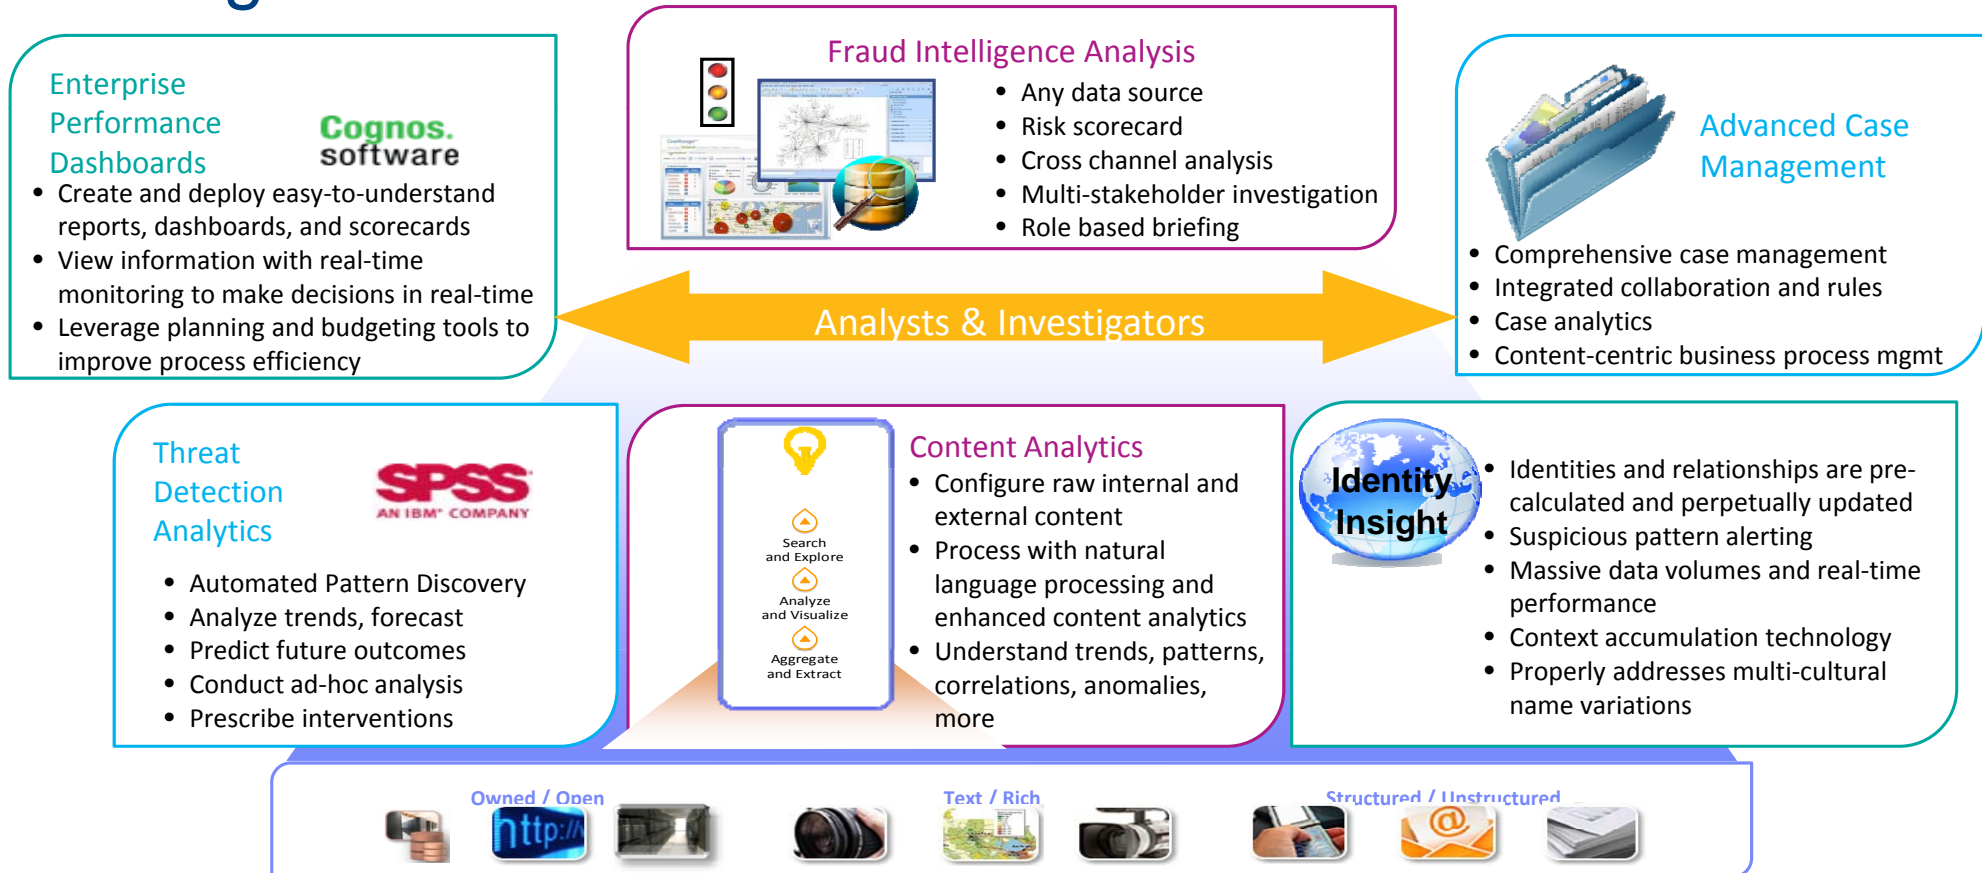 Enterprise
Performance
Dashboards
Cognos.
software
• Create and deploy easy-to-understand
reports, dashboards, and scorecards
• View information with real-time
monitoring to make decisions in real-time
• Leverage planning and budgeting tools to
improve process efficiency
Fraud Intelligence Analysis
• Any data source
• Risk scorecard
• Cross channel analysis
• Multi-stakeholder investigation
• Role based briefing
Advanced Case
Management
• Comprehensive case management
• Integrated collaboration and rules
• Case analytics
• Content-centric business process mgmt
Analysts & Investigators
Threat
Detection
Analytics
SPSS
AN IBM® COMPANY
• Automated Pattern Discovery
• Analyze trends, forecast
• Predict future outcomes
• Conduct ad-hoc analysis
• Prescribe interventions
Search
and Explore
Analyze
and Visualize
Aggregate
and Extract
Content Analytics
• Configure raw internal and
external content
• Process with natural
language processing and
enhanced content analytics
• Understand trends, patterns,
correlations, anomalies,
more
Identity
Insight
• Identities and relationships are pre-
calculated and perpetually updated
• Suspicious pattern alerting
• Massive data volumes and real-time
performance
• Context accumulation technology
• Properly addresses multi-cultural
name variations
Owned / Open
Text / Rich
Structured / Unstructured
http://
@